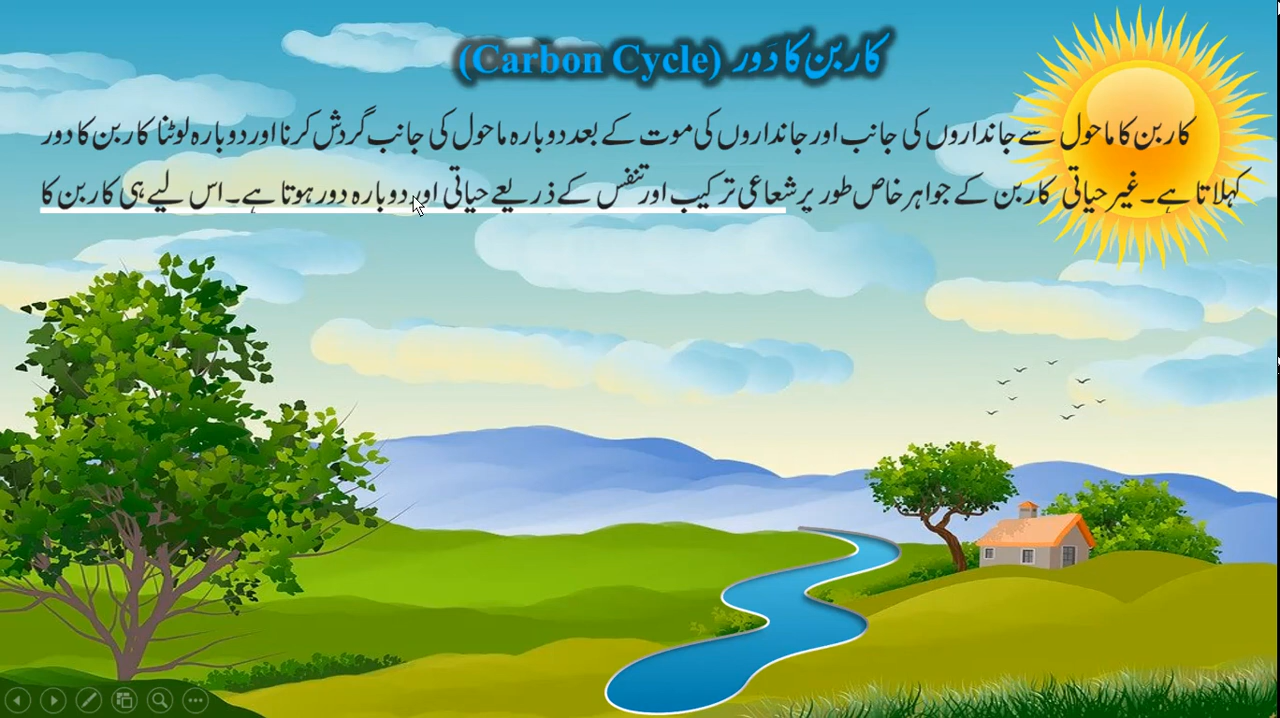 کاربن کا دَور (Carbon Cycle)
کاربن کا ماحول سے جانداروں کی جانب اور جانداروں کی موت کے بعد دوبارہ ماحول کی جانب گردش کرنا اور دوبارہ لوٹنا کاربن کا دور
کہلاتا ہے۔ غیر حیاتی کاربن کے جواہر خاص طور پر شعاعی ترکیب اور تنفس کے ذریعے حیاتی اور دوبارہ دور ہوتا ہے۔ اس لیے ہی کاربن کا